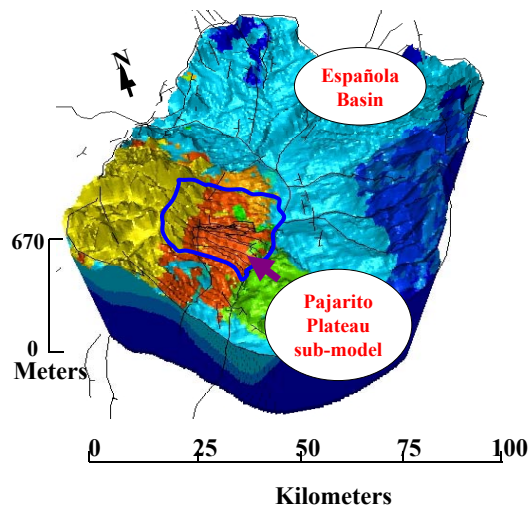 N
Española
Basin
670
0
Meters
Pajarito
Plateau
sub-model
0
25
50
75
100
Kilometers